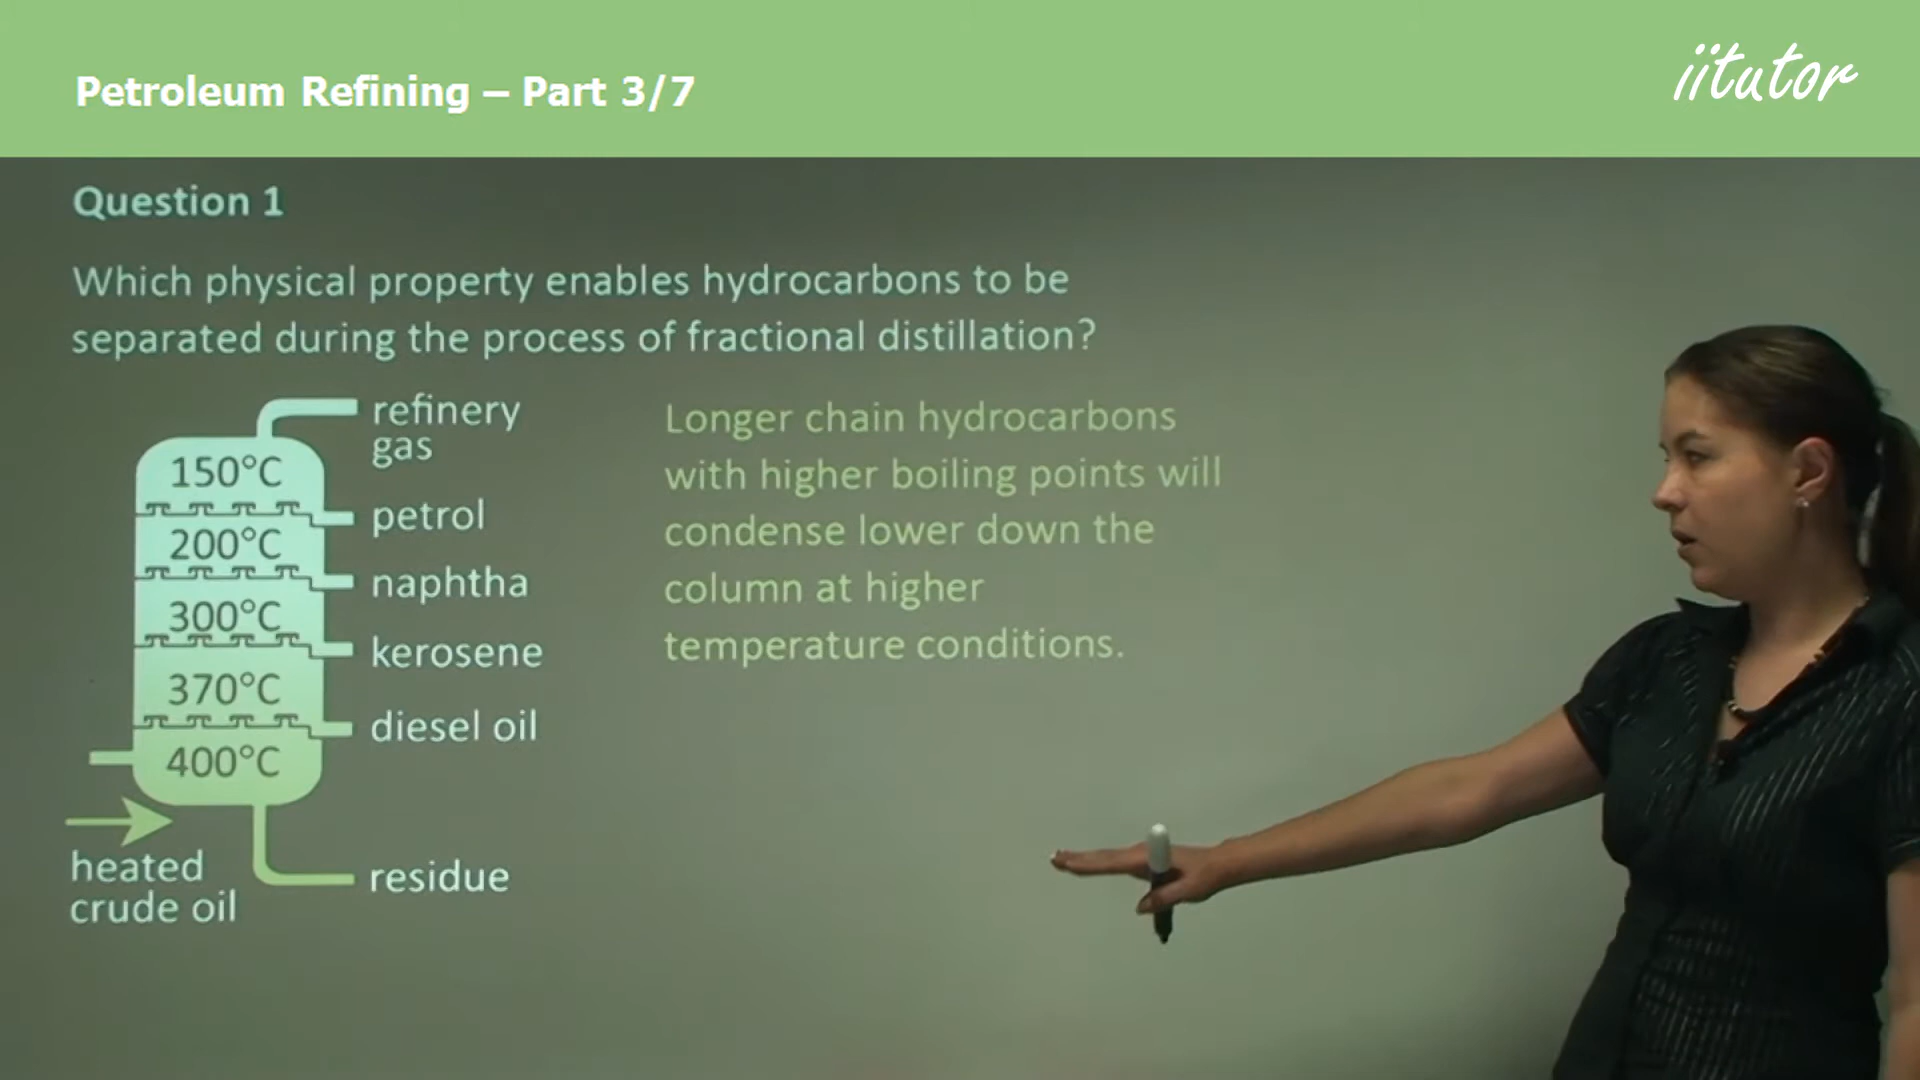 Petroleum Refining – Part 3/7
iitutor
Question 1
Which physical property enables hydrocarbons to be
separated during the process of fractional distillation?
refinery
gas
150°C
petrol
200°C
naphtha
300°C
kerosene
370°C
diesel oil
400°C
heated
crude oil
residue
Longer chain hydrocarbons
with higher boiling points will
condense lower down the
column at higher
temperature conditions.